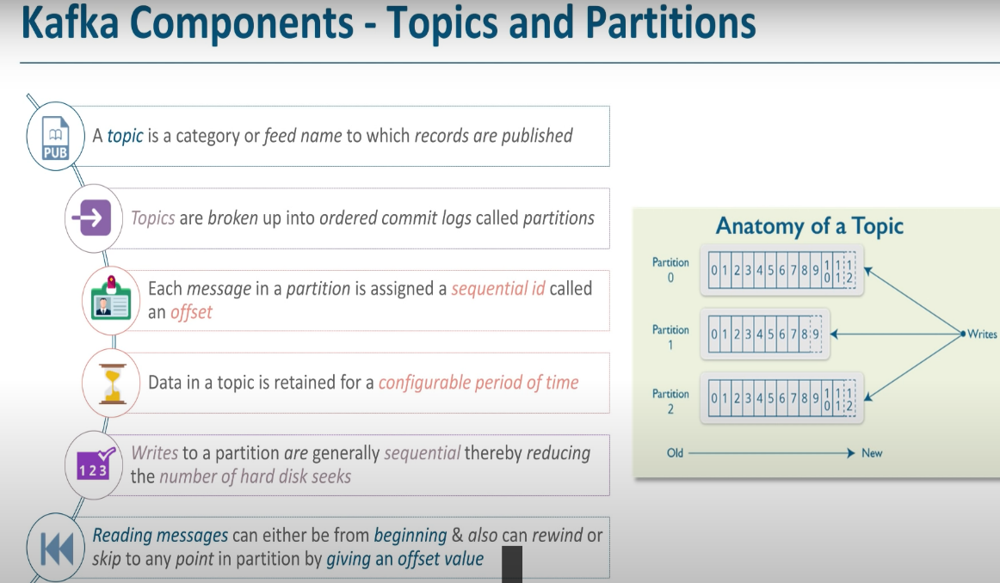 Kafka Components - Topics and Partitions
PUB
A topic is a category or feed name to which records are published
Topics are broken up into ordered commit logs called partitions
Each message in a partition is assigned a sequential id called
an offset
Data in a topic is retained for a configurable period of time
1 2 3
Writes to a partition are generally sequential thereby reducing
the number of hard disk seeks
Reading messages can either be from beginning & also can rewind or
skip to any point in partition by giving an offset value
Anatomy of a Topic
Partition
0
0 1 2 3 4 5 6 7 8 9 10 11 12
Partition
1
0 1 2 3 4 5 6 7 8 9
Partition
2
0 1 2 3 4 5 6 7 8 9 10 11 12
Writes
Old
New